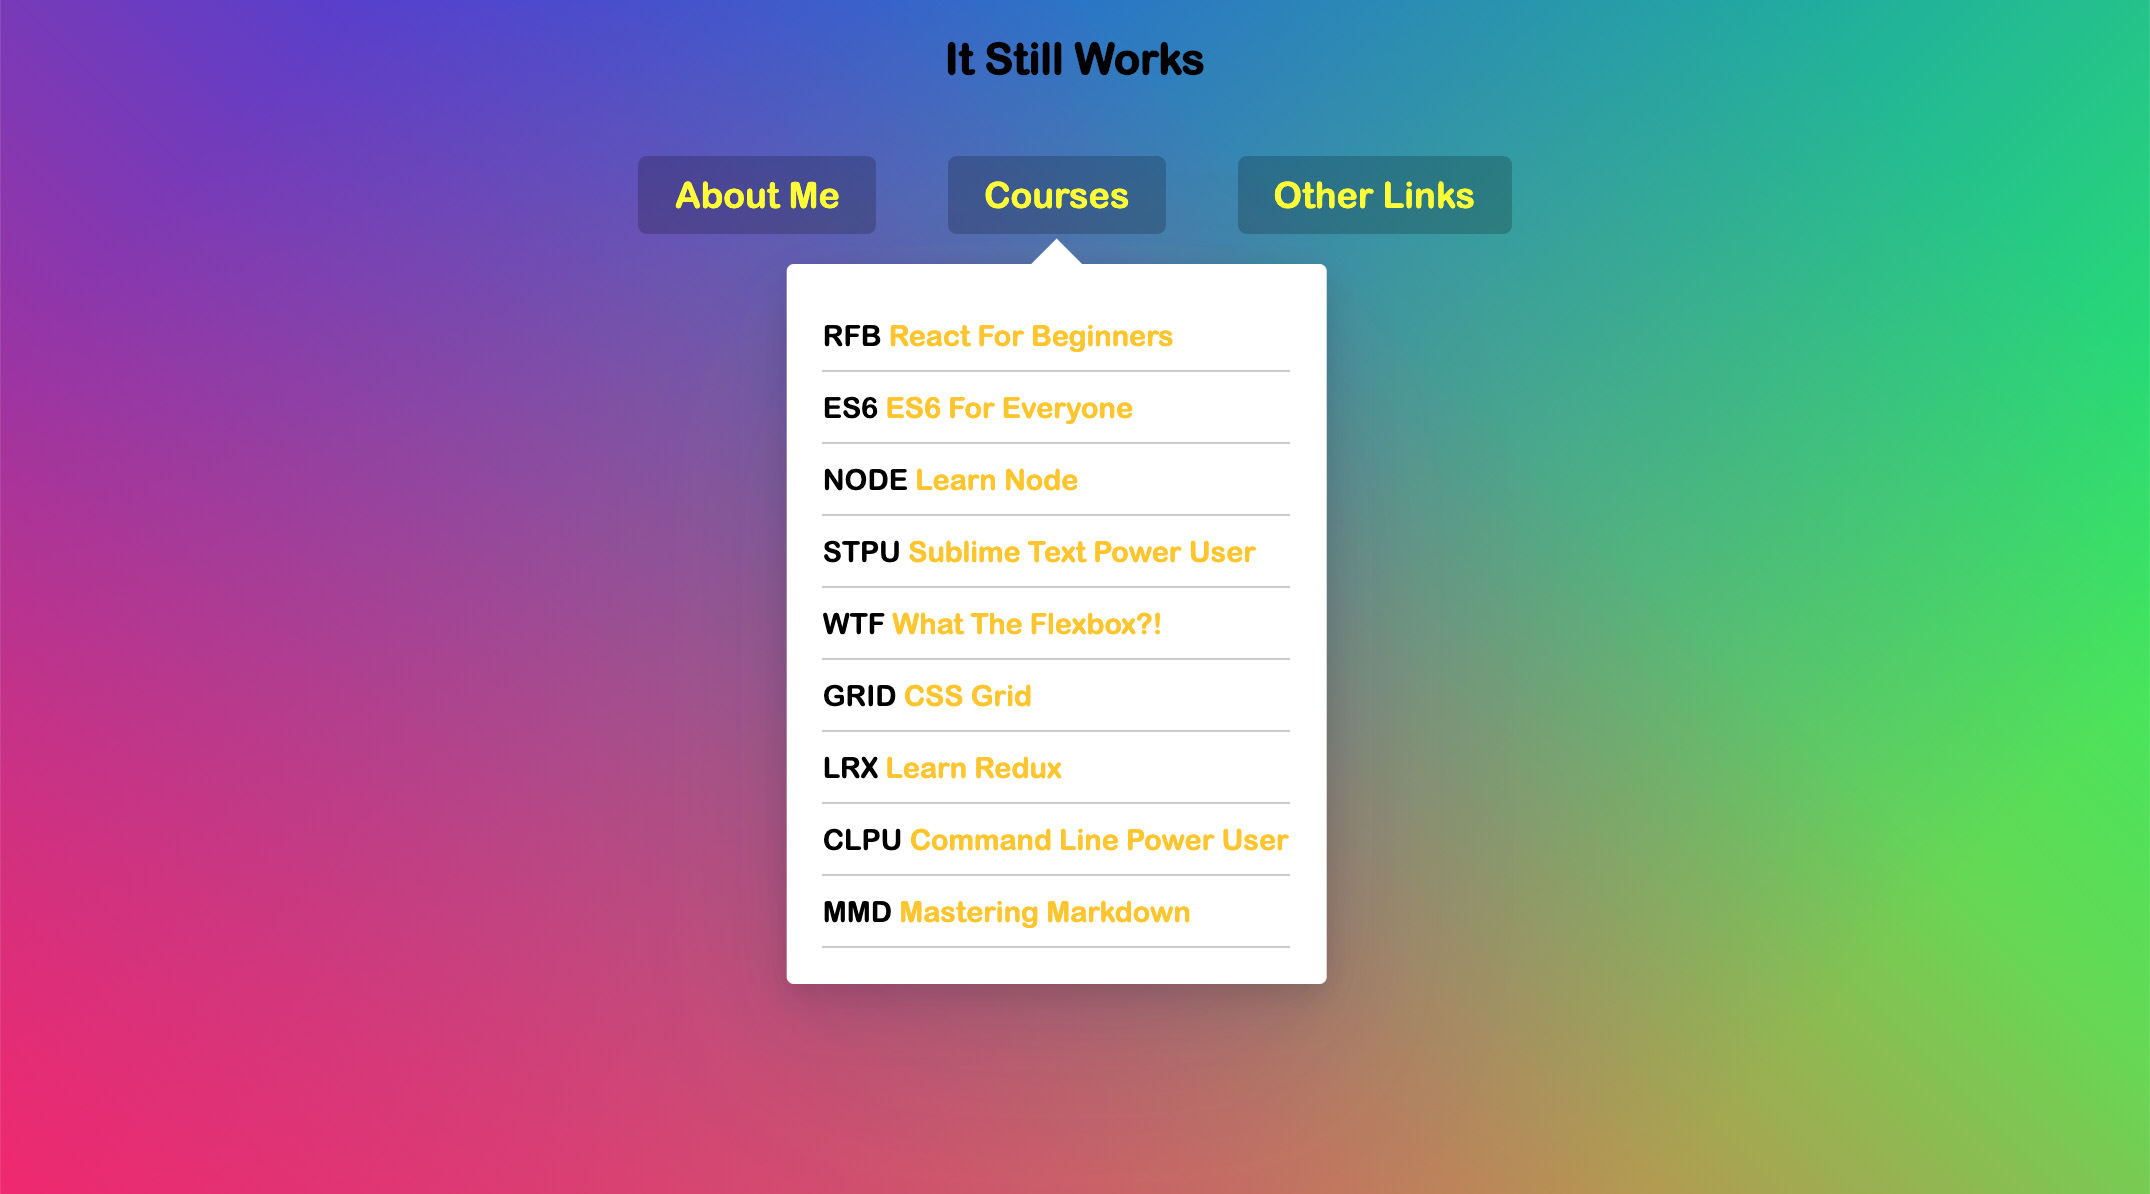 It Still Works
About Me
Courses
Other Links
RFB React For Beginners
ES6 ES6 For Everyone
NODE Learn Node
STPU Sublime Text Power User
WTF What The Flexbox?!
GRID CSS Grid
LRX Learn Redux
CLPU Command Line Power User
MMD Mastering Markdown